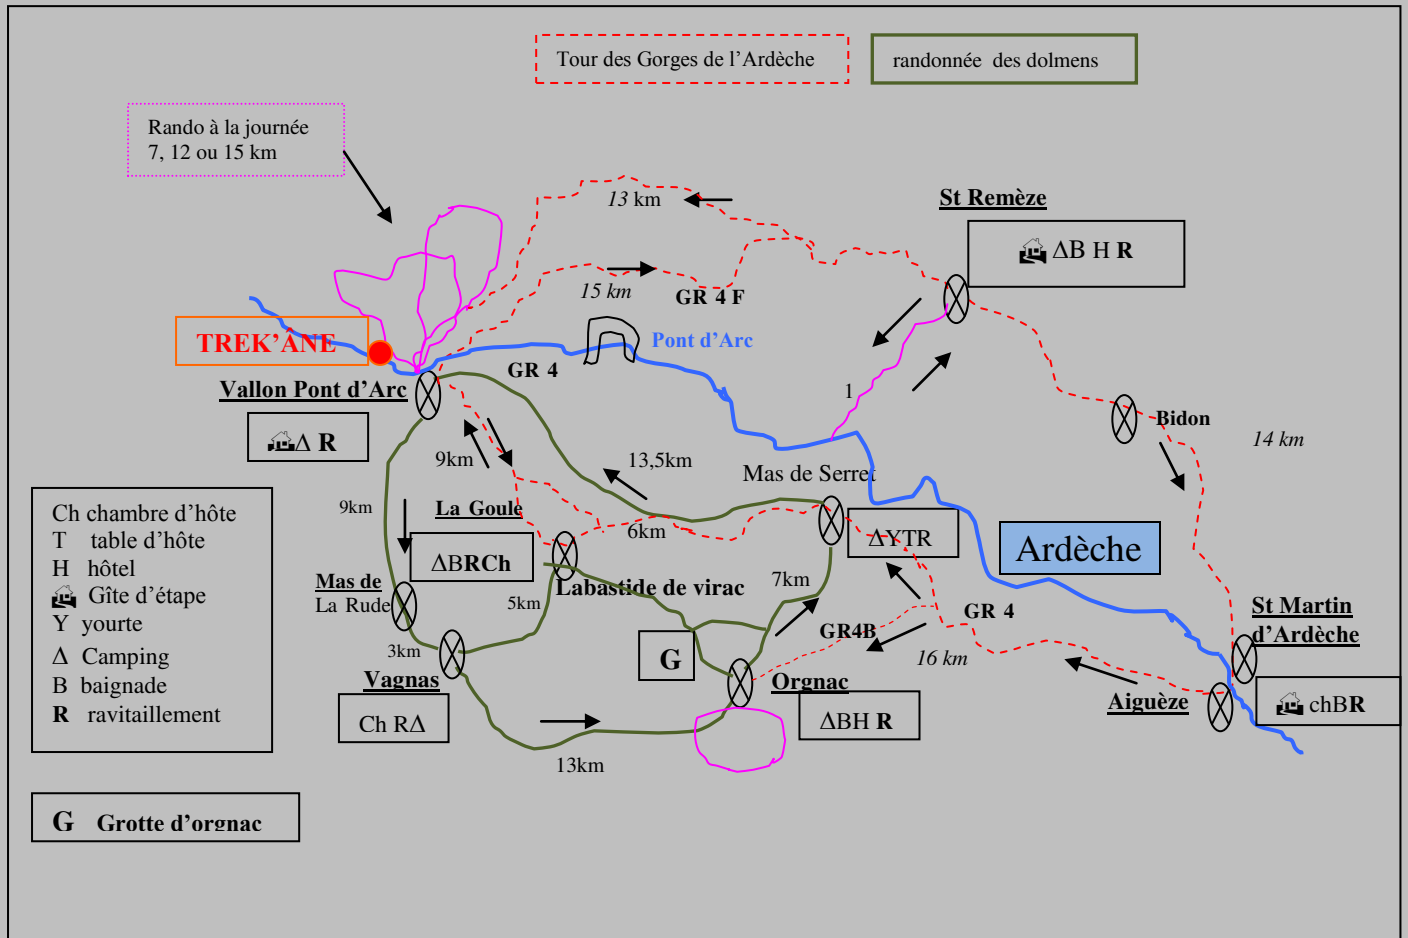 Tour des Gorges de l'Ardèche
randonnée des dolmens
Rando à la journée
7, 12 ou 15 km
13 km
St Remèze
ΔB H R
15 km
GR 4 F
TREK'ÂNE
Pont d'Arc
GR 4
Vallon Pont d'Arc
Δ R
1
Bidon
14 km
9km
13,5km
Mas de Serret
Ch chambre d'hôte
T table d'hôte
H hôtel
Gîte d'étape
Y yourte
Δ Camping
B baignade
R ravitaillement
9km
La Goule
6km
ΔYTR
Ardèche
ΔBRCh
Mas de
La Rude
Labastide de virac
5km
7km
GR4B
GR 4
St Martin
d'Ardèche
3km
G
16 km
Vagnas
Orgnac
Aiguèze
chBR
Ch RΔ
ΔBH R
13km
G Grotte d'orgnac